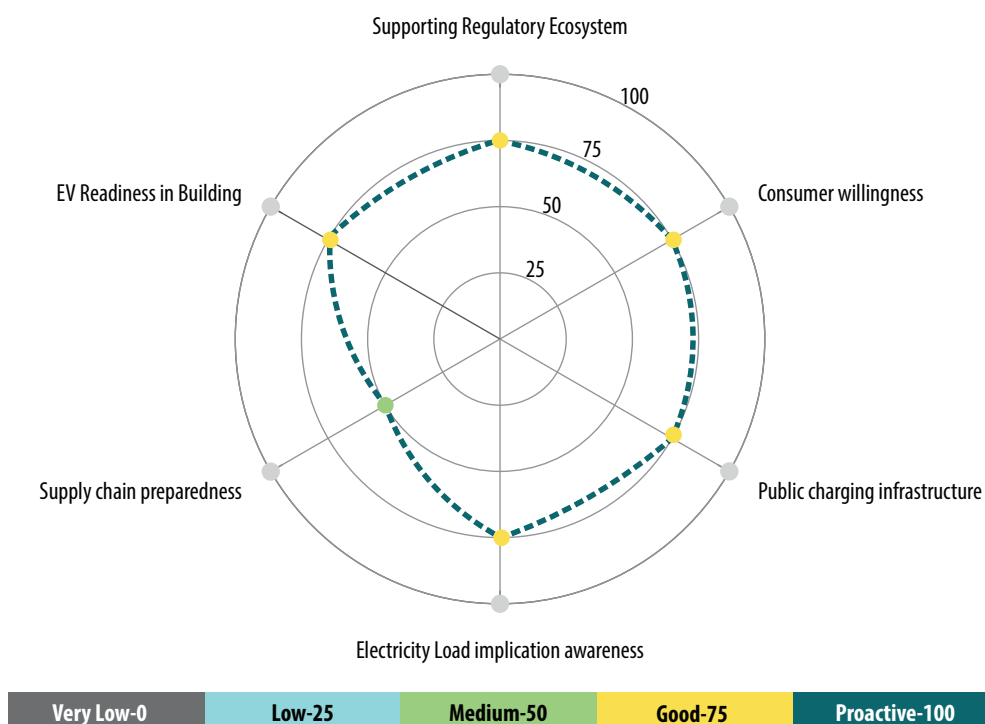 Supporting Regulatory Ecosystem
100
75
EV Readiness in Building
Consumer willingness
50
25
Supply chain preparedness
Public charging infrastructure
Electricity Load implication awareness
Very Low-0
Low-25
Medium-50
Good-75
Proactive-100